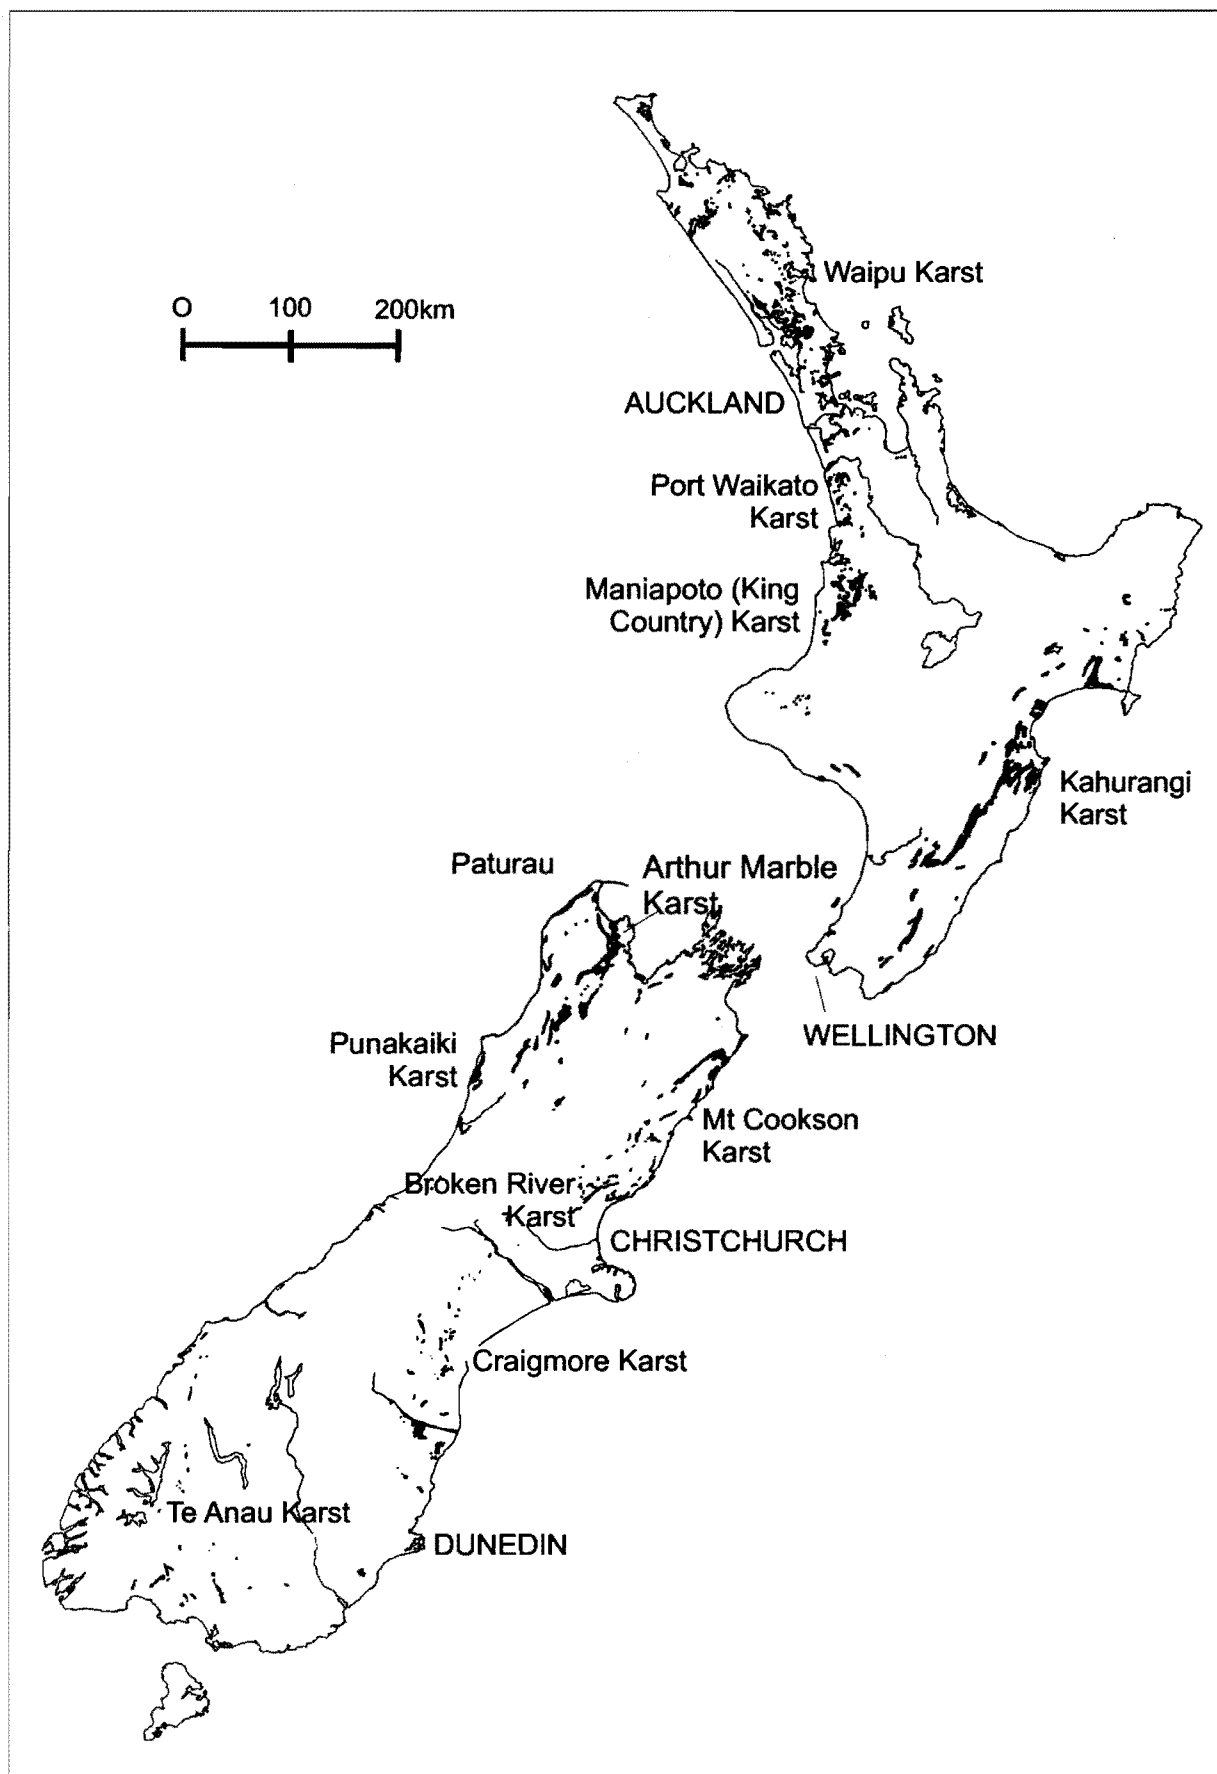 Waipu Karst
O 100 200km
AUCKLAND
Port Waikato
Karst
Maniapoto (King
Country) Karst
Kahurangi
Karst
Paturau
Arthur Marble
Karst
WELLINGTON
Punakaiki
Karst
Mt Cookson
Karst
Broken River
Karst
CHRISTCHURCH
Craigmore Karst
Te Anau Karst
DUNEDIN